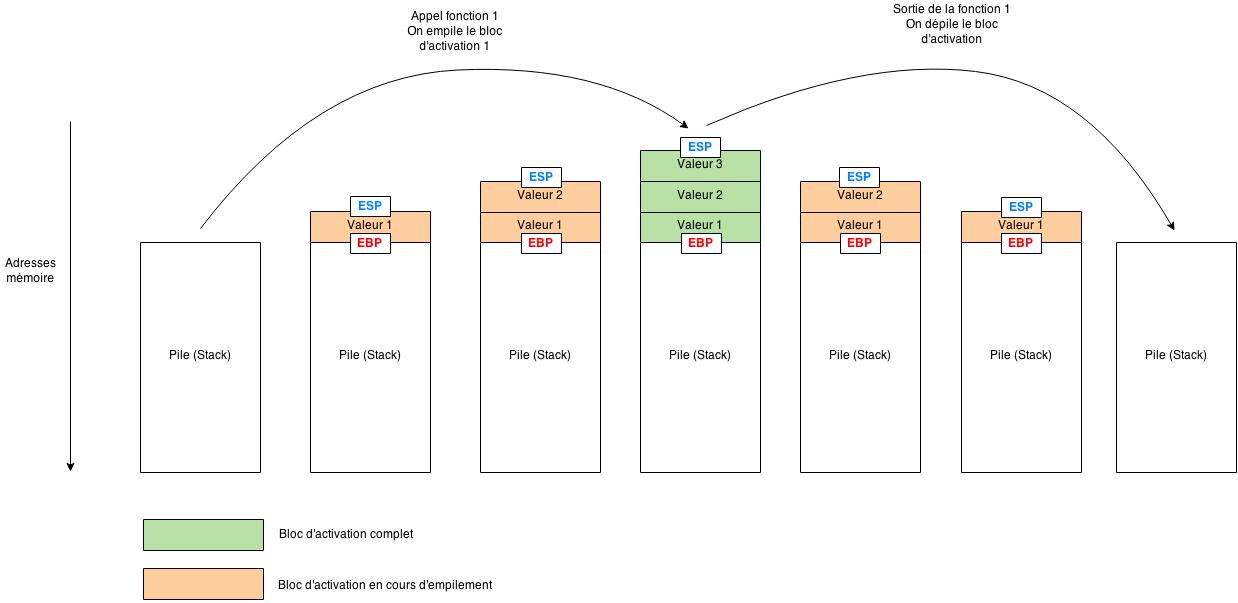 Appel fonction 1
On empile le bloc
d'activation 1
Sortie de la fonction 1
On dépile le bloc
d'activation
Adresses
mémoire
Pile (Stack)
ESP
Valeur 1
EBP
Pile (Stack)
ESP
Valeur 2
Valeur 1
EBP
Pile (Stack)
ESP
Valeur 3
Valeur 2
Valeur 1
EBP
Pile (Stack)
ESP
Valeur 2
Valeur 1
EBP
Pile (Stack)
ESP
Valeur 1
EBP
Pile (Stack)
Pile (Stack)
Bloc d'activation complet
Bloc d'activation en cours d'empilement